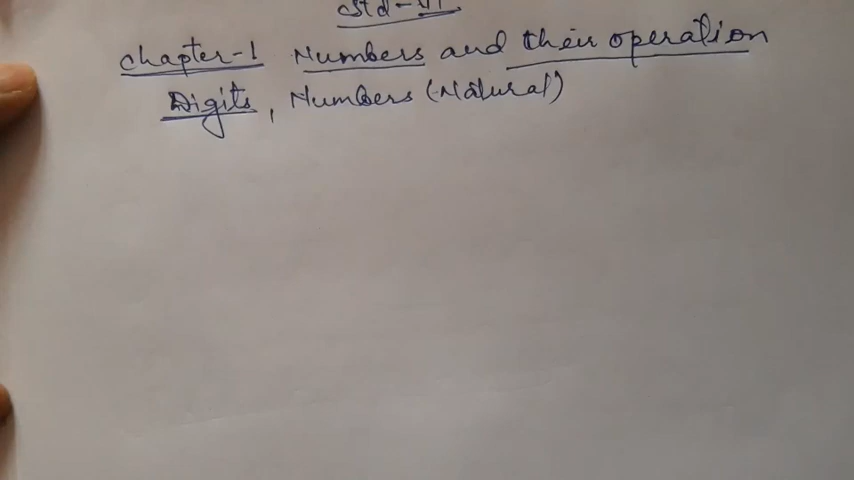 Std - VI
Chapter-1 Numbers and their operation
Digits, Numbers (Natural)